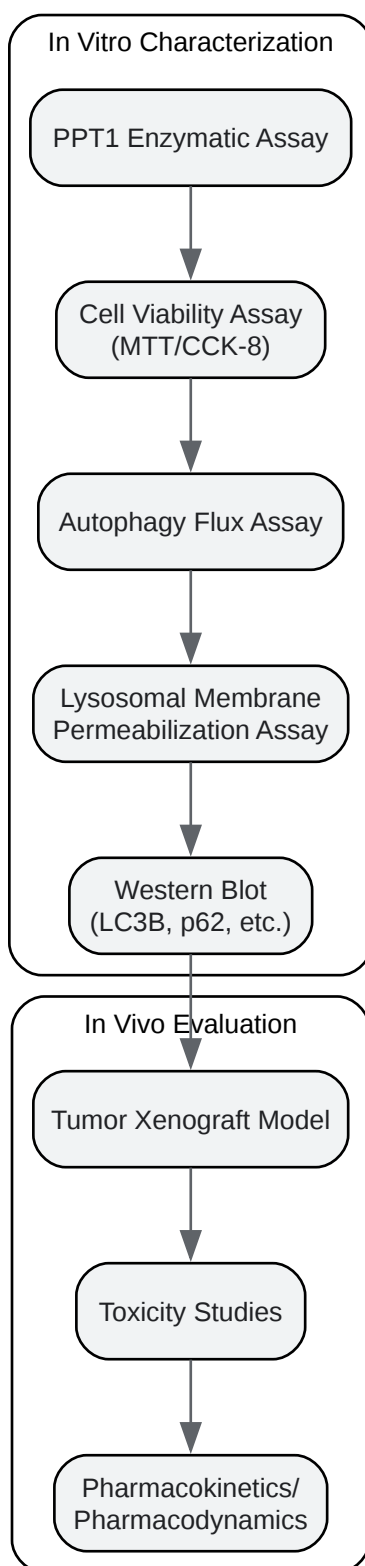 In Vitro Characterization
PPT1 Enzymatic Assay
Cell Viability Assay
(MTT/CCK-8)
Autophagy Flux Assay
Lysosomal Membrane
Permeabilization Assay
Western Blot
(LC3B, p62, etc.)
In Vivo Evaluation
Tumor Xenograft Model
Toxicity Studies
Pharmacokinetics/
Pharmacodynamics